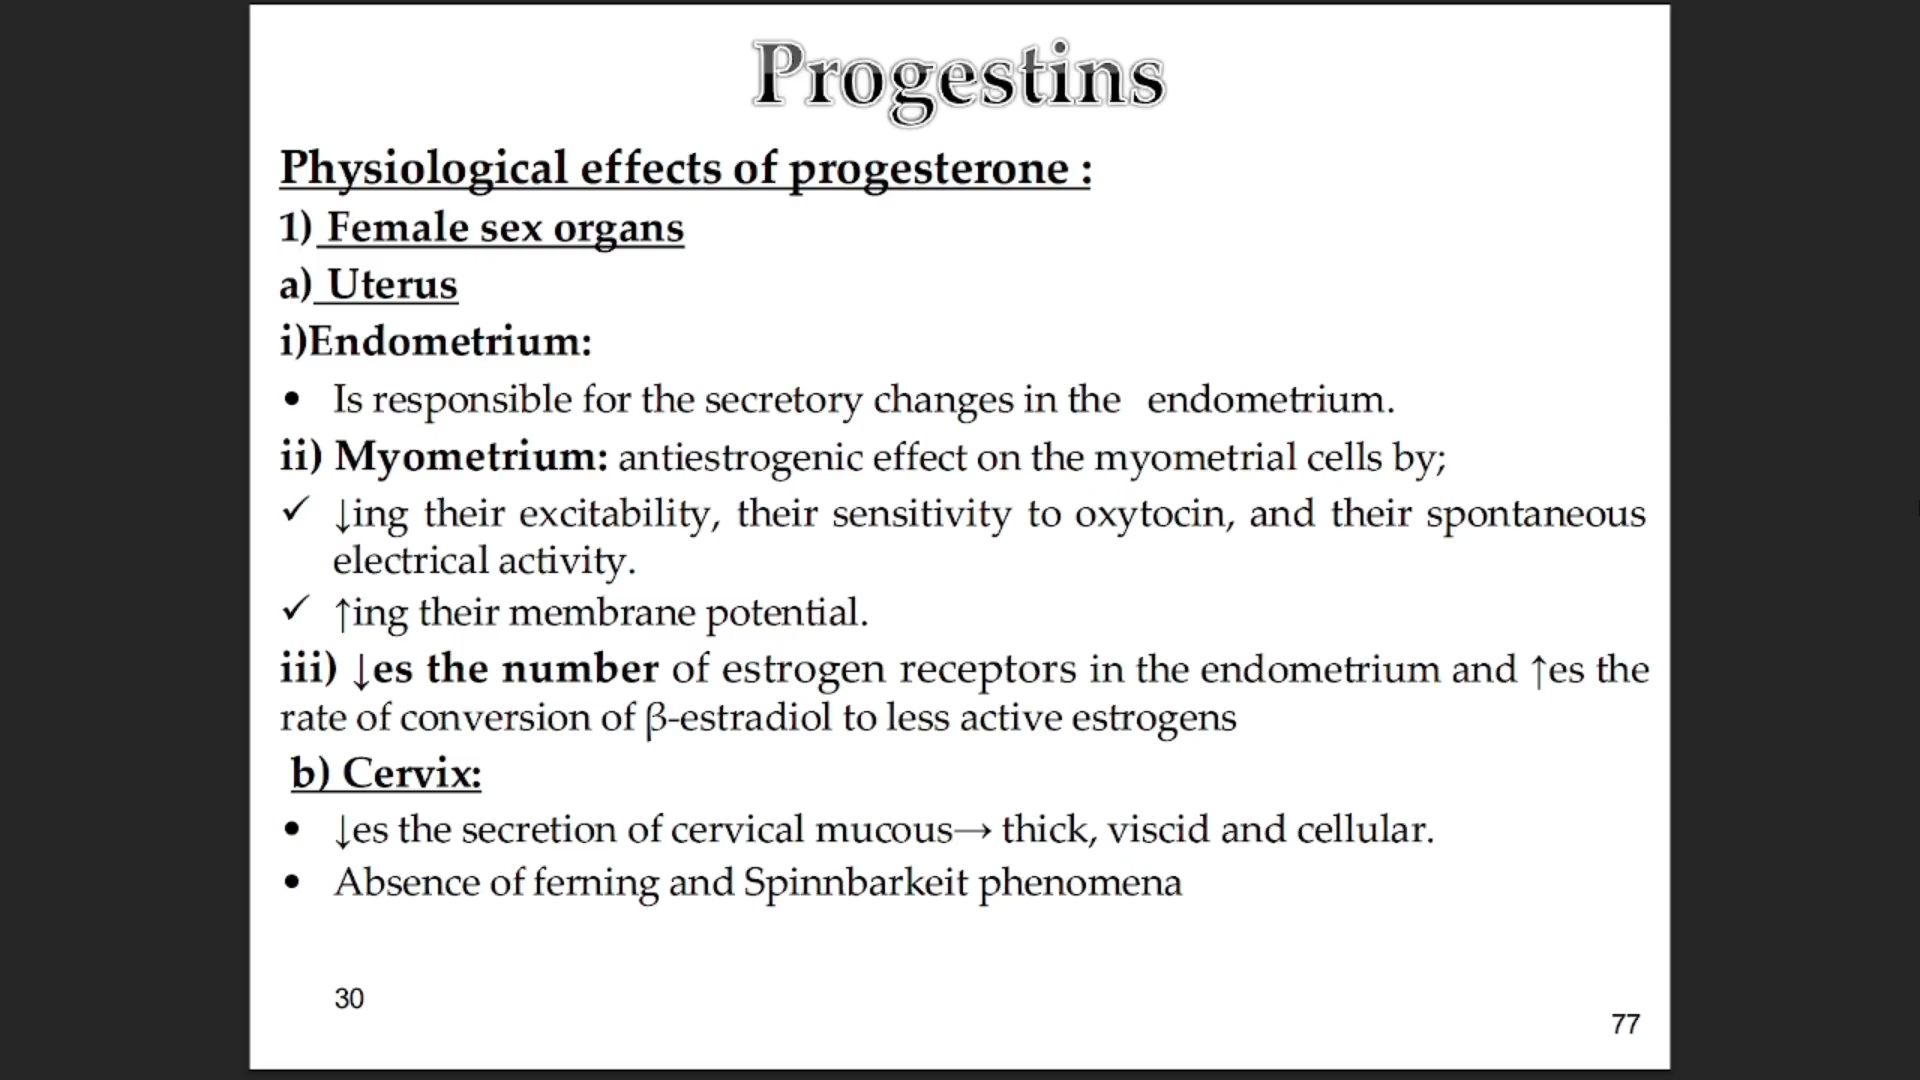 Progestins
Physiological effects of progesterone :
1) Female sex organs
a) Uterus
i)Endometrium:
• Is responsible for the secretory changes in the endometrium.
ii) Myometrium: antiestrogenic effect on the myometrial cells by;
✓ ↓ing their excitability, their sensitivity to oxytocin, and their spontaneous
electrical activity.
✓ ↑ing their membrane potential.
iii) ↓es the number of estrogen receptors in the endometrium and ↑es the
rate of conversion of β-estradiol to less active estrogens
b) Cervix:
• ↓es the secretion of cervical mucous→ thick, viscid and cellular.
• Absence of ferning and Spinnbarkeit phenomena
30
77